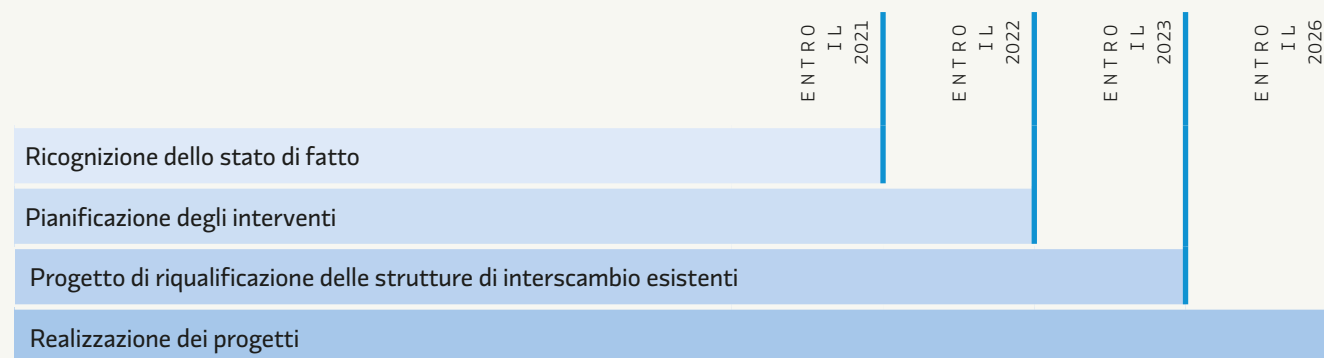 ENTRO
IL
2021
ENTRO
IL
2022
ENTRO
IL
2023
ENTRO
IL
2026
Ricognizione dello stato di fatto
Pianificazione degli interventi
Progetto di riqualificazione delle strutture di interscambio esistenti
Realizzazione dei progetti